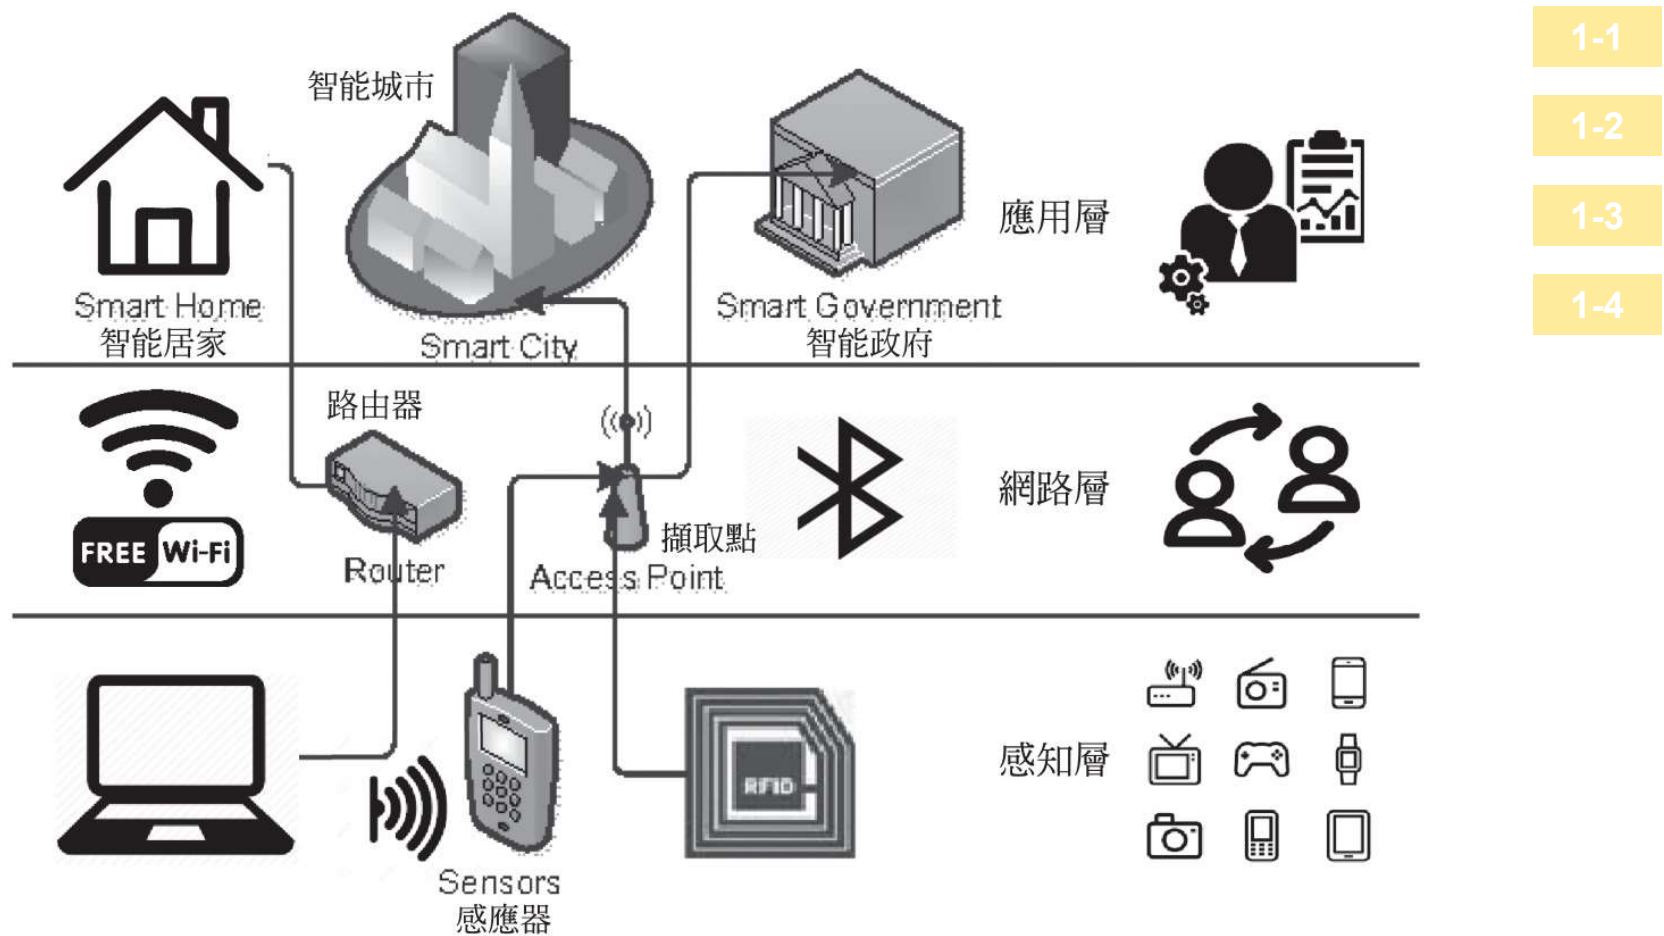 智能城市
Smart Home
智能居家
Smart City
Smart Government
智能政府
應用層
FREE Wi-Fi
路由器
Router
擷取點
Access Point
網路層
Sensors
感應器
RFID
感知層
1-1
1-2
1-3
1-4